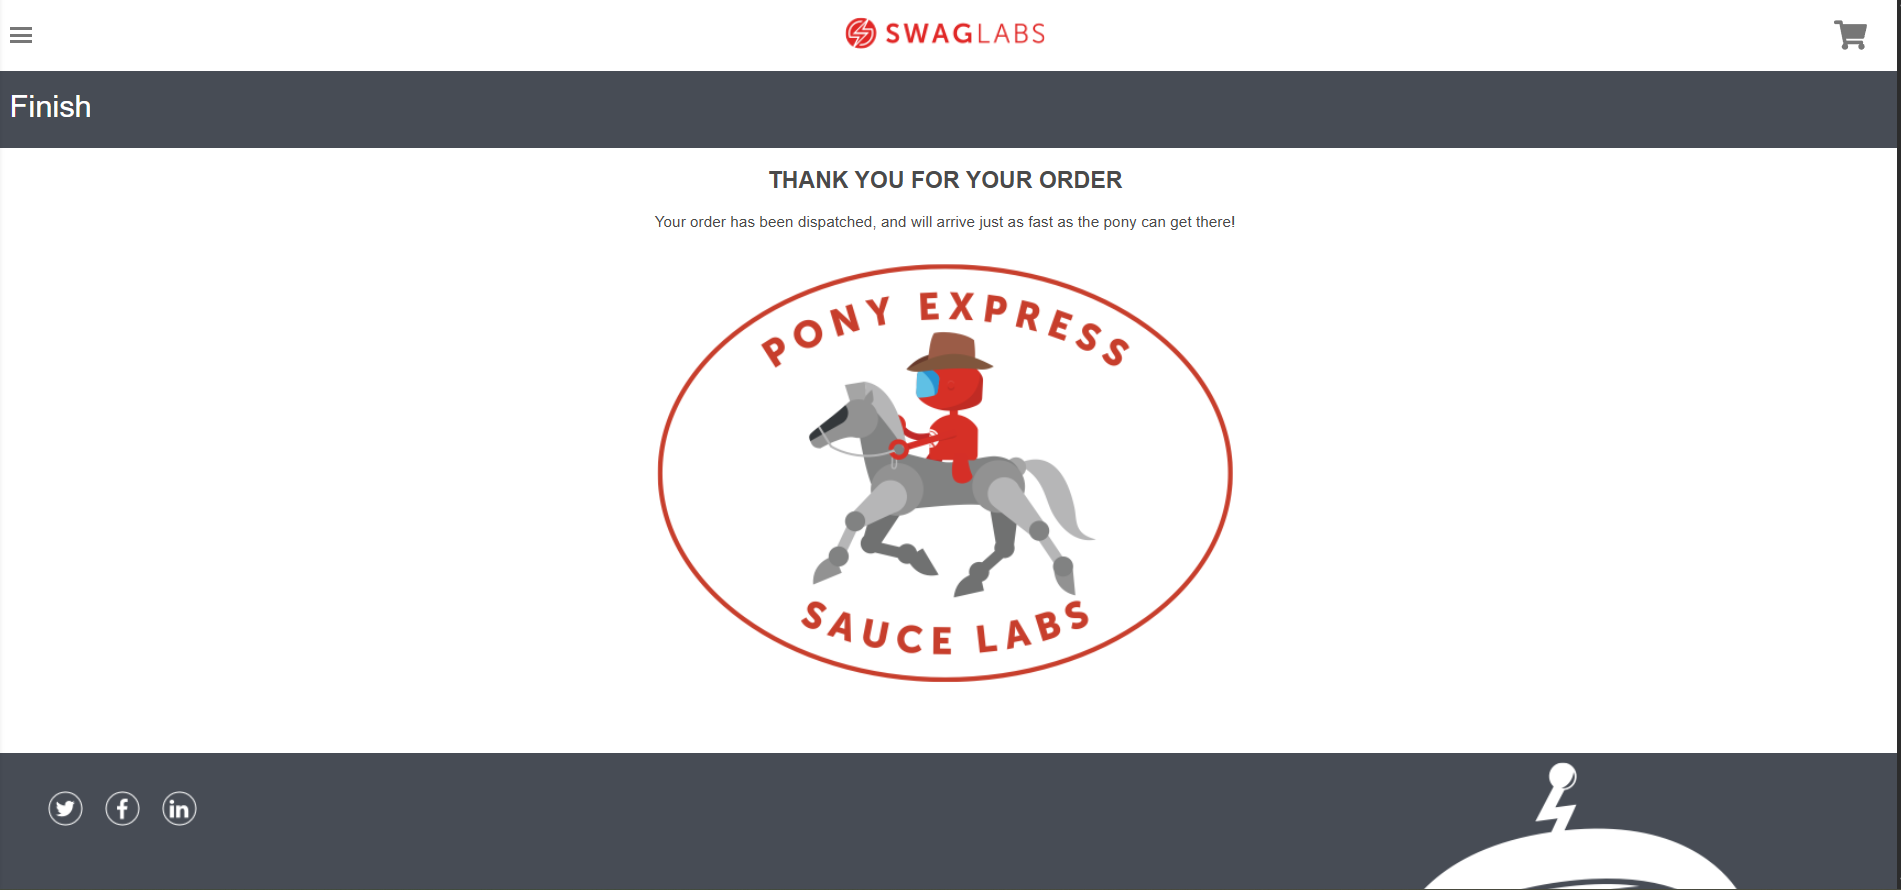 SWAGLABS
Finish
THANK YOU FOR YOUR ORDER
Your order has been dispatched, and will arrive just as fast as the pony can get there!
PONY EXPRESS
SAUCE LABS